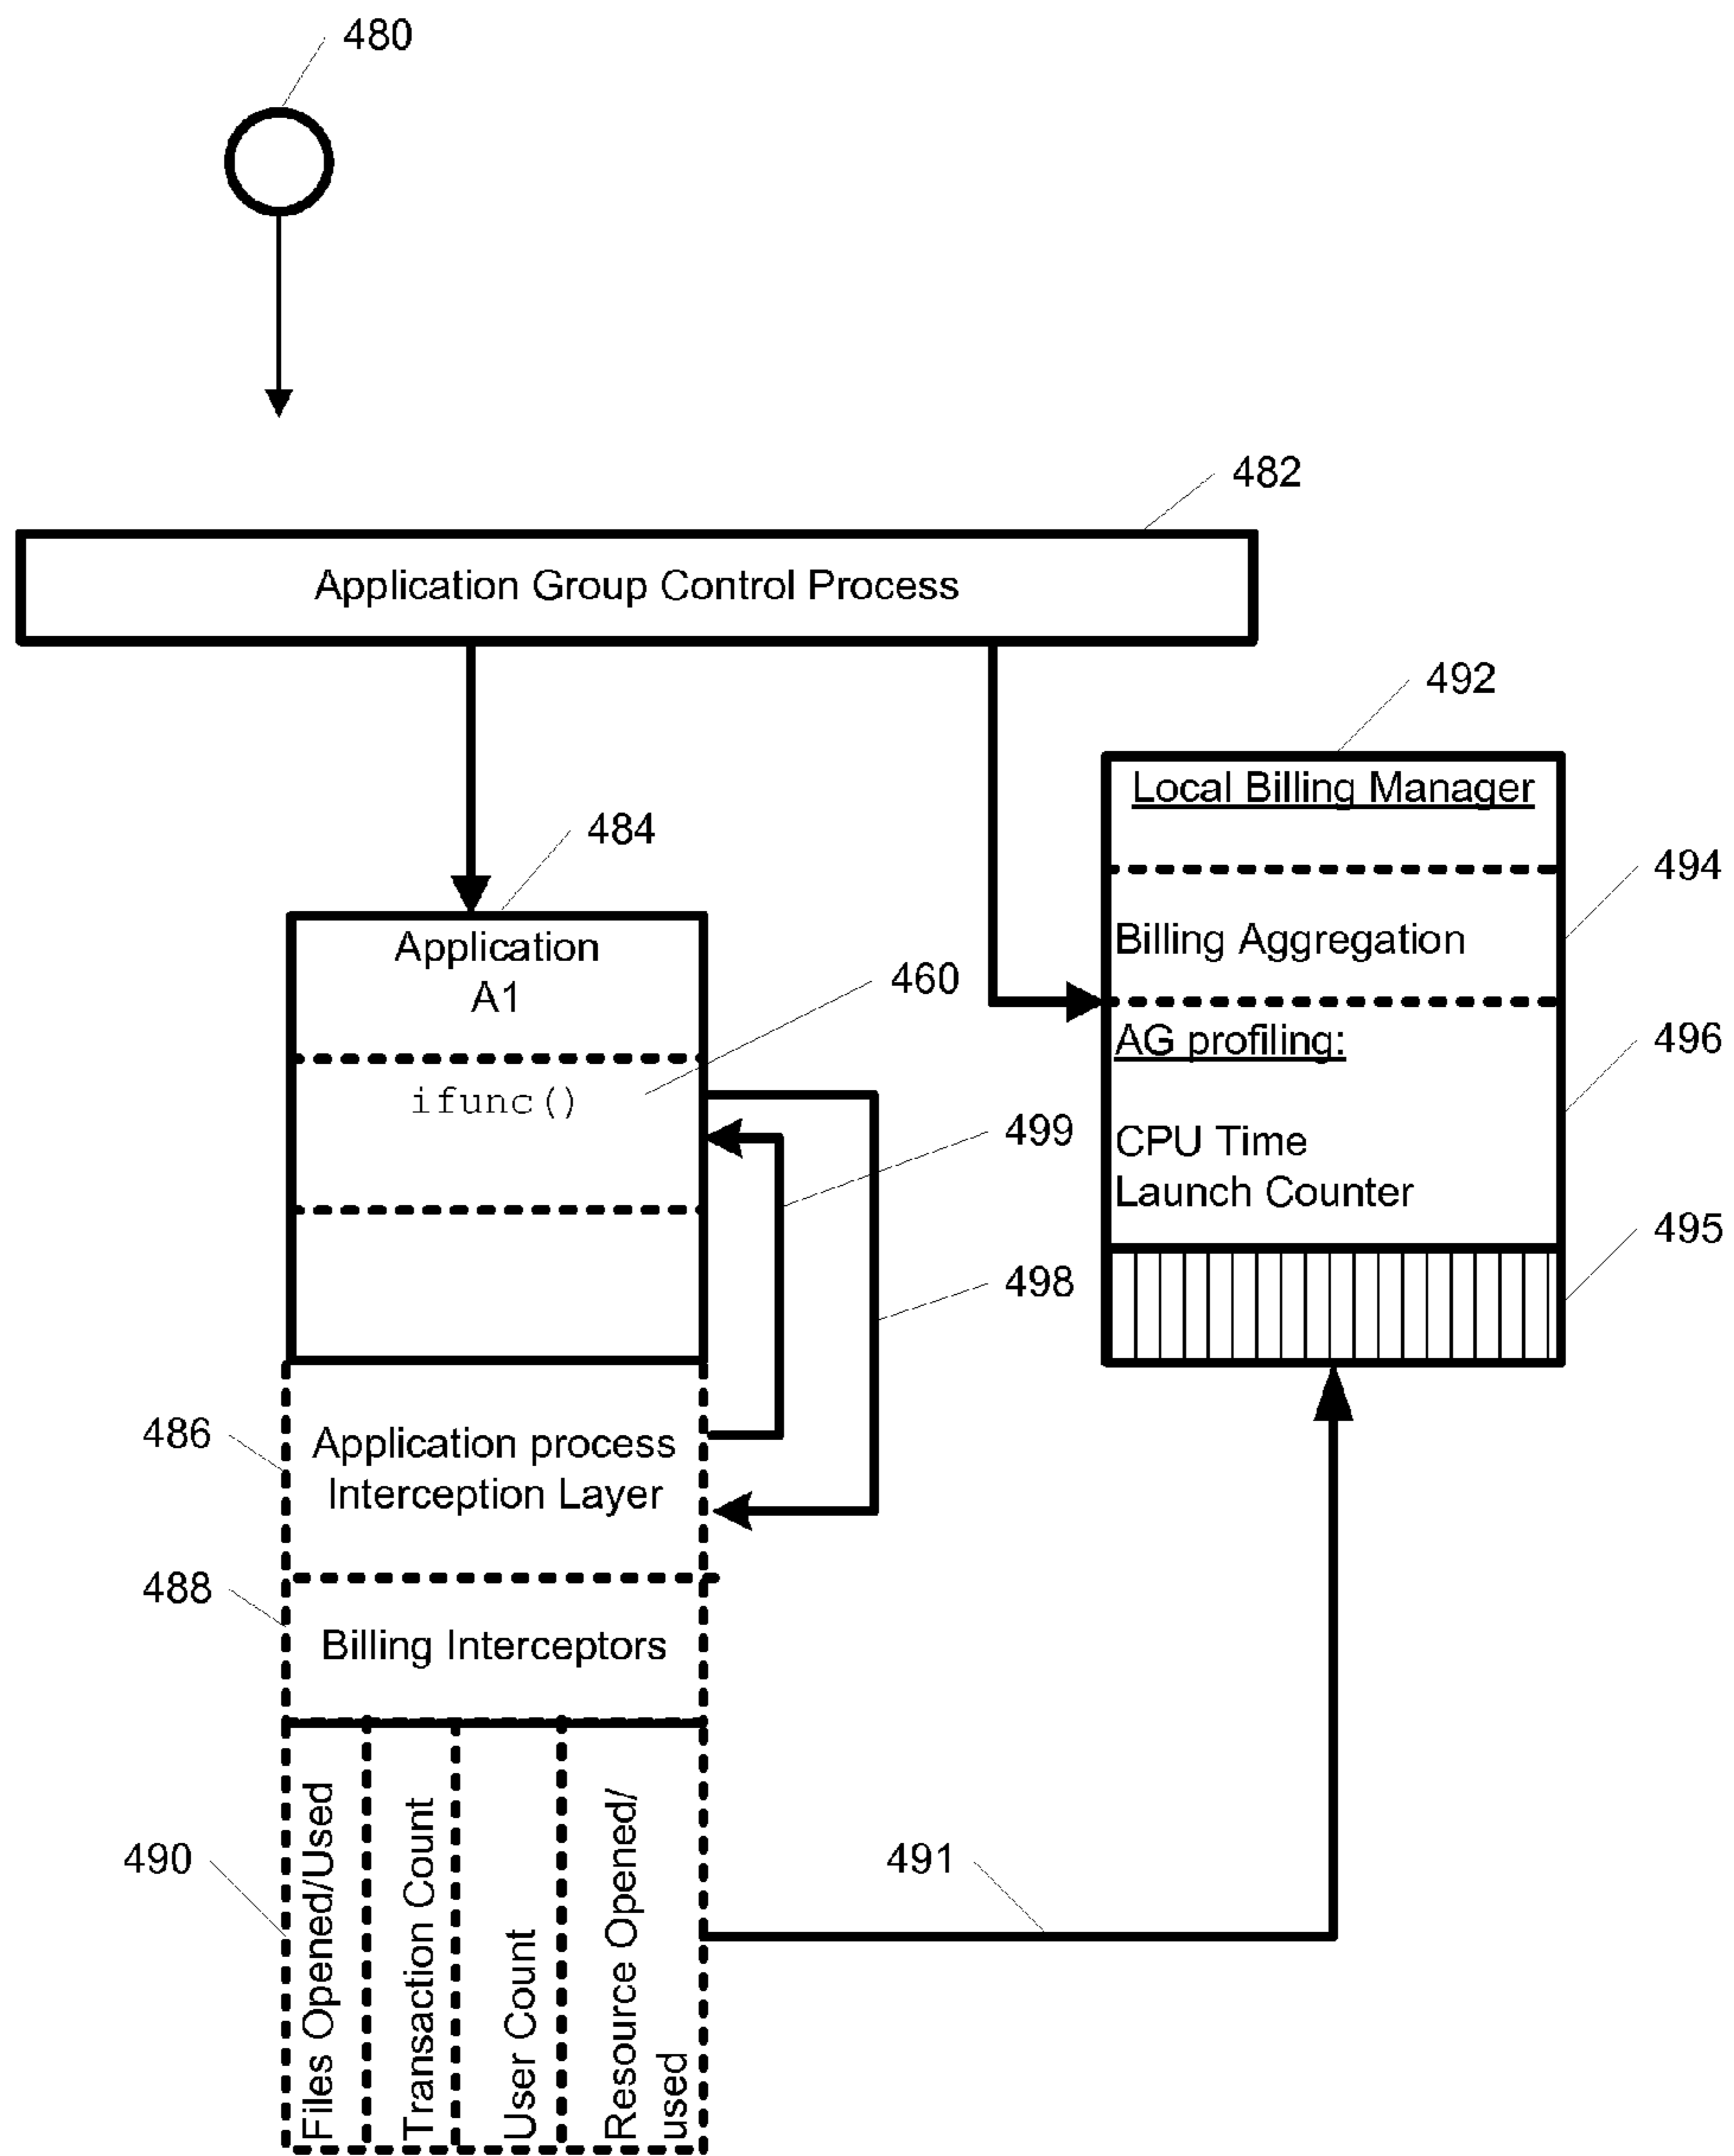 480
482
Application Group Control Process
492
Local Billing Manager
484
494
Application
A1
Billing Aggregation
460
496
AG profiling:
ifunc()
499
CPU Time
Launch Counter
495
498
486
Application process
Interception Layer
488
Billing Interceptors
490
Files Opened/Used
Transaction Count
User Count
Resource Opened/
used
491